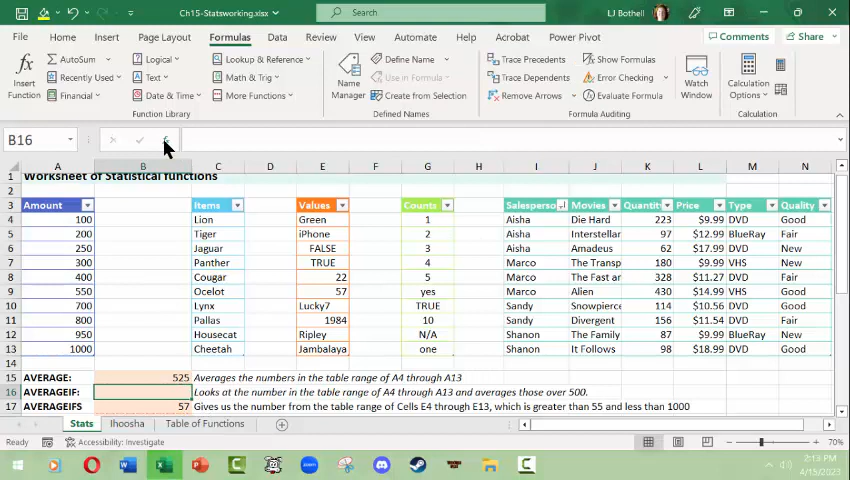 Ch15-Statsworking.xlsx
Search
LJ Bothell
File Home Insert Page Layout Formulas Data Review View Automate Help Acrobat Power Pivot Comments Share
fx AutoSum Logical Lookup & Reference Define Name Trace Precedents Show Formulas
Insert Function Recently Used Text Math & Trig Name Manager Use in Formula Trace Dependents Error Checking Watch Window Calculation Options
Financial Date & Time More Functions Create from Selection Remove Arrows Evaluate Formula
Function Library Defined Names Formula Auditing Calculation
B16
A B C D E F G H I J K L M N
1 Worksheet of Statistical functions
2
3 Amount Items Values Counts Salesperso Movies Quantit Price Type Quality
4 100 Lion Green 1 Aisha Die Hard 223 $9.99 DVD Good
5 200 Tiger iPhone 2 Aisha Interstellar 97 $12.99 BlueRay Fair
6 250 Jaguar FALSE 3 Aisha Amadeus 62 $17.99 DVD New
7 300 Panther TRUE 4 Marco The Transp 180 $9.99 VHS New
8 400 Cougar 22 5 Marco The Fast an 328 $11.27 DVD Fair
9 550 Ocelot 57 yes Marco Alien 430 $14.99 VHS Good
10 700 Lynx Lucky7 TRUE Sandy Snowpierce 114 $10.56 DVD Good
11 800 Pallas 1984 10 Sandy Divergent 156 $11.54 DVD Fair
12 950 Housecat Ripley N/A Shanon The Family 87 $9.99 BlueRay New
13 1000 Cheetah Jambalaya one Shanon It Follows 98 $18.99 DVD Good
14
15 AVERAGE: 525 Averages the numbers in the table range of A4 through A13
16 AVERAGEIF: Looks at the number in the table range of A4 through A13 and averages those over 500.
17 AVERAGEIFS 57 Gives us the number from the table range of Cells E4 through E13, which is greater than 55 and less than 1000
Stats Ihoosha Table of Functions
Ready Accessibility: Investigate 70%
2:13 PM
4/15/2023